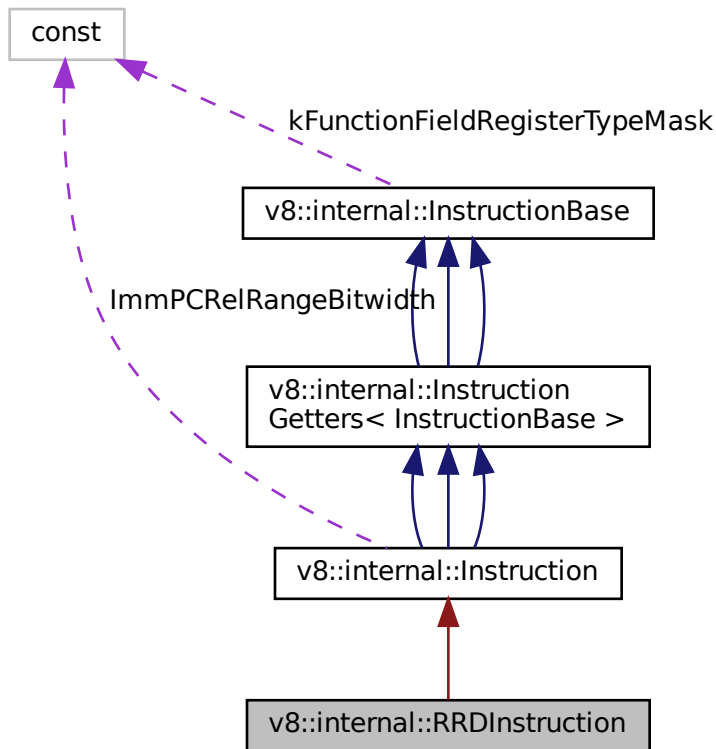 const
kFunctionFieldRegisterTypeMask
v8::internal::InstructionBase
ImmPCRelRangeBitwidth
v8::internal::Instruction
Getters< InstructionBase >
v8::internal::Instruction
v8::internal::RRDInstruction